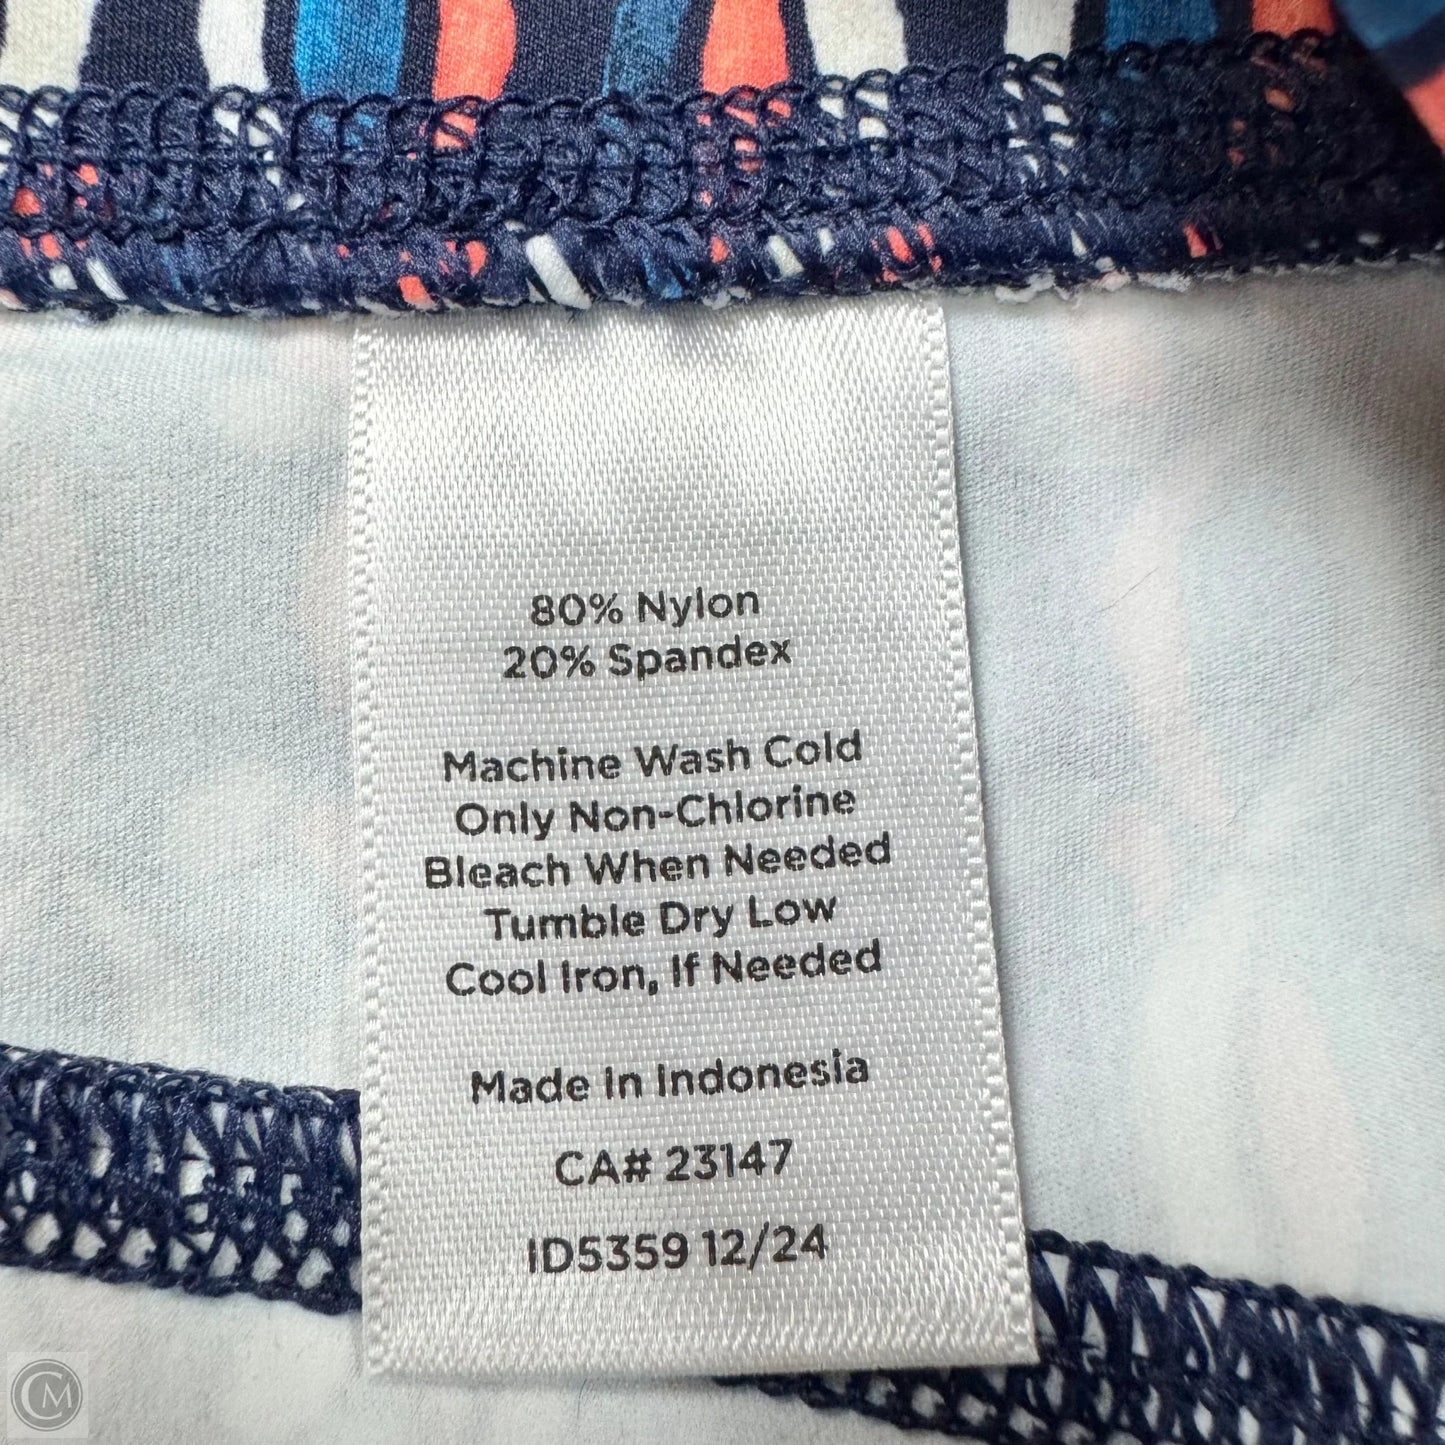 80% Nylon
20% Spandex
Machine Wash Cold
Only Non-Chlorine
Bleach When Needed
Tumble Dry Low
Cool Iron, If Needed
Made In Indonesia
CA# 23147
ID5359 12/24
CM